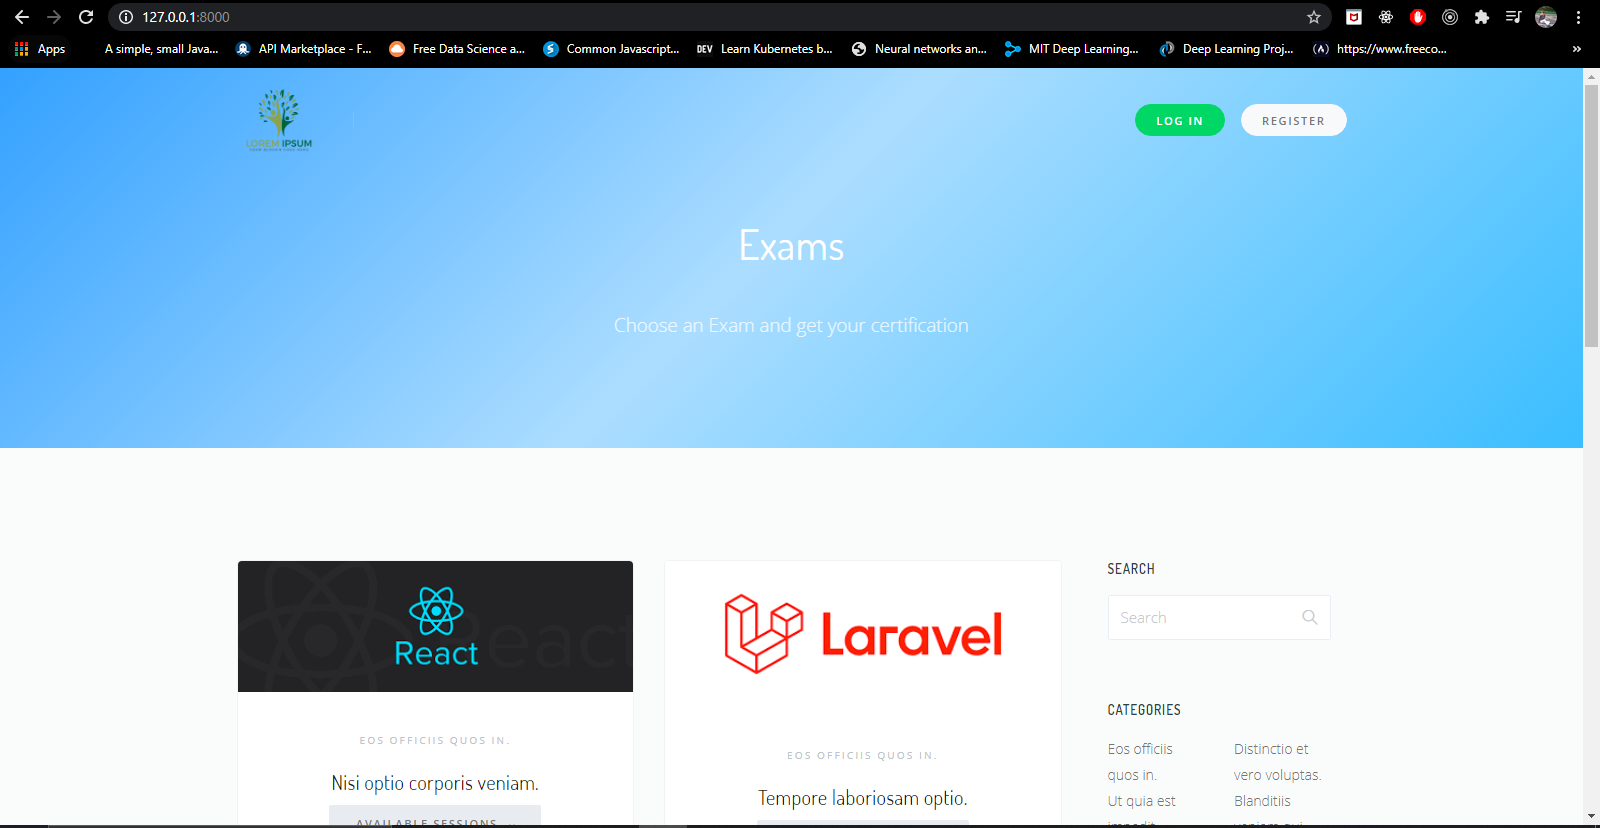 127.0.0.1:8000
Apps
A simple, small Java...
API Marketplace - F...
Free Data Science a...
Common Javascript...
DEV Learn Kubernetes b...
Neural networks an...
MIT Deep Learning...
Deep Learning Proj...
https://www.freeco...
»
LOREM IPSUM
LOG IN
REGISTER
Exams
Choose an Exam and get your certification
React
React
EOS OFFICIIS QUOS IN.
Nisi optio corporis veniam.
AVAILABLE SESSIONS
Laravel
EOS OFFICIIS QUOS IN.
Tempore laboriosam optio.
SEARCH
Search
CATEGORIES
Eos officiis
quos in.
Ut quia est
impedit
Distinctio et
vero voluptas.
Blanditiis